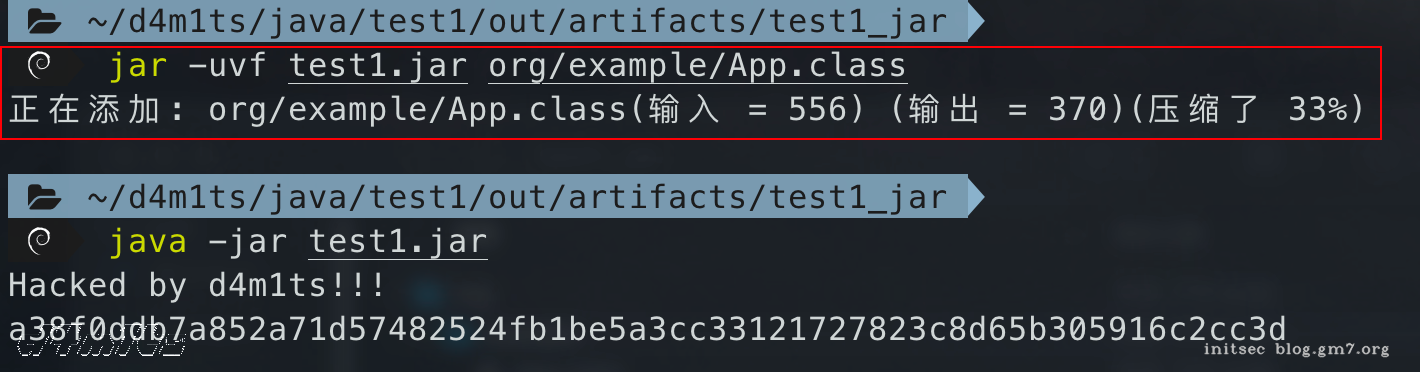 ~/d4m1ts/java/test1/out/artifacts/test1_jar
jar -uvf test1.jar org/example/App.class
正在添加: org/example/App.class(输入 = 556) (输出 = 370)(压缩了 33%)
~/d4m1ts/java/test1/out/artifacts/test1_jar
java -jar test1.jar
Hacked by d4m1ts!!!
a38f0ddb7a852a71d57482524fb1be5a3cc33121727823c8d65b305916c2cc3d
initsec blog.gm7.org